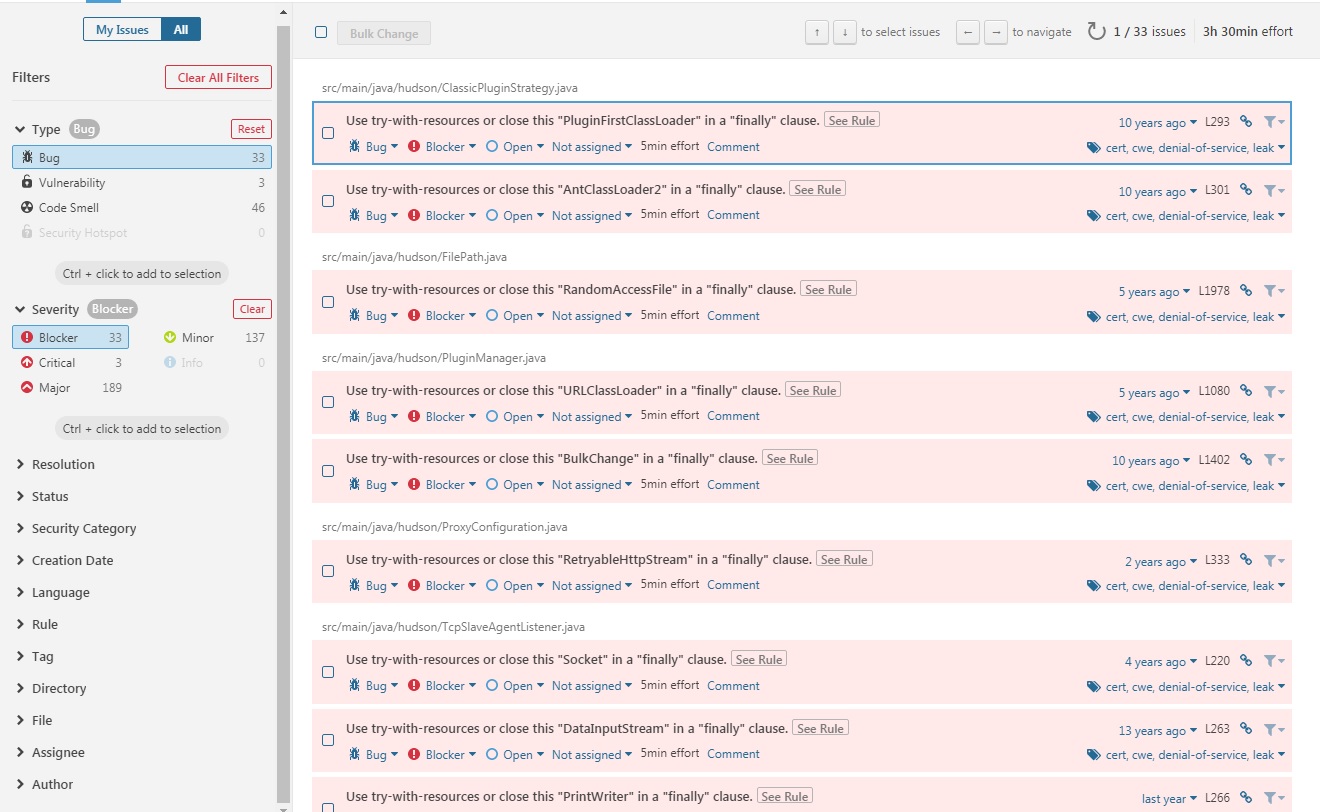 My Issues All
Filters Clear All Filters
Type Bug Reset
Bug 33
Vulnerability 3
Code Smell 46
Security Hotspot 0
Ctrl + click to add to selection
Severity Blocker Clear
Blocker 33 Minor 137
Critical 3 Info 0
Major 189
Ctrl + click to add to selection
Resolution
Status
Security Category
Creation Date
Language
Rule
Tag
Directory
File
Assignee
Author
Bulk Change ↑ ↓ to select issues ← → to navigate 1 / 33 issues 3h 30min effort
src/main/java/hudson/ClassicPluginStrategy.java
Use try-with-resources or close this "PluginFirstClassLoader" in a "finally" clause. See Rule 10 years ago L293
Bug Blocker Open Not assigned 5min effort Comment cert, cwe, denial-of-service, leak
Use try-with-resources or close this "AntClassLoader2" in a "finally" clause. See Rule 10 years ago L301
Bug Blocker Open Not assigned 5min effort Comment cert, cwe, denial-of-service, leak
src/main/java/hudson/FilePath.java
Use try-with-resources or close this "RandomAccessFile" in a "finally" clause. See Rule 5 years ago L1978
Bug Blocker Open Not assigned 5min effort Comment cert, cwe, denial-of-service, leak
src/main/java/hudson/PluginManager.java
Use try-with-resources or close this "URLClassLoader" in a "finally" clause. See Rule 5 years ago L1080
Bug Blocker Open Not assigned 5min effort Comment cert, cwe, denial-of-service, leak
Use try-with-resources or close this "BulkChange" in a "finally" clause. See Rule 10 years ago L1402
Bug Blocker Open Not assigned 5min effort Comment cert, cwe, denial-of-service, leak
src/main/java/hudson/ProxyConfiguration.java
Use try-with-resources or close this "RetryableHttpStream" in a "finally" clause. See Rule 2 years ago L333
Bug Blocker Open Not assigned 5min effort Comment cert, cwe, denial-of-service, leak
src/main/java/hudson/TcpSlaveAgentListener.java
Use try-with-resources or close this "Socket" in a "finally" clause. See Rule 4 years ago L220
Bug Blocker Open Not assigned 5min effort Comment cert, cwe, denial-of-service, leak
Use try-with-resources or close this "DataInputStream" in a "finally" clause. See Rule 13 years ago L263
Bug Blocker Open Not assigned 5min effort Comment cert, cwe, denial-of-service, leak
Use try-with-resources or close this "PrintWriter" in a "finally" clause. See Rule last year L266